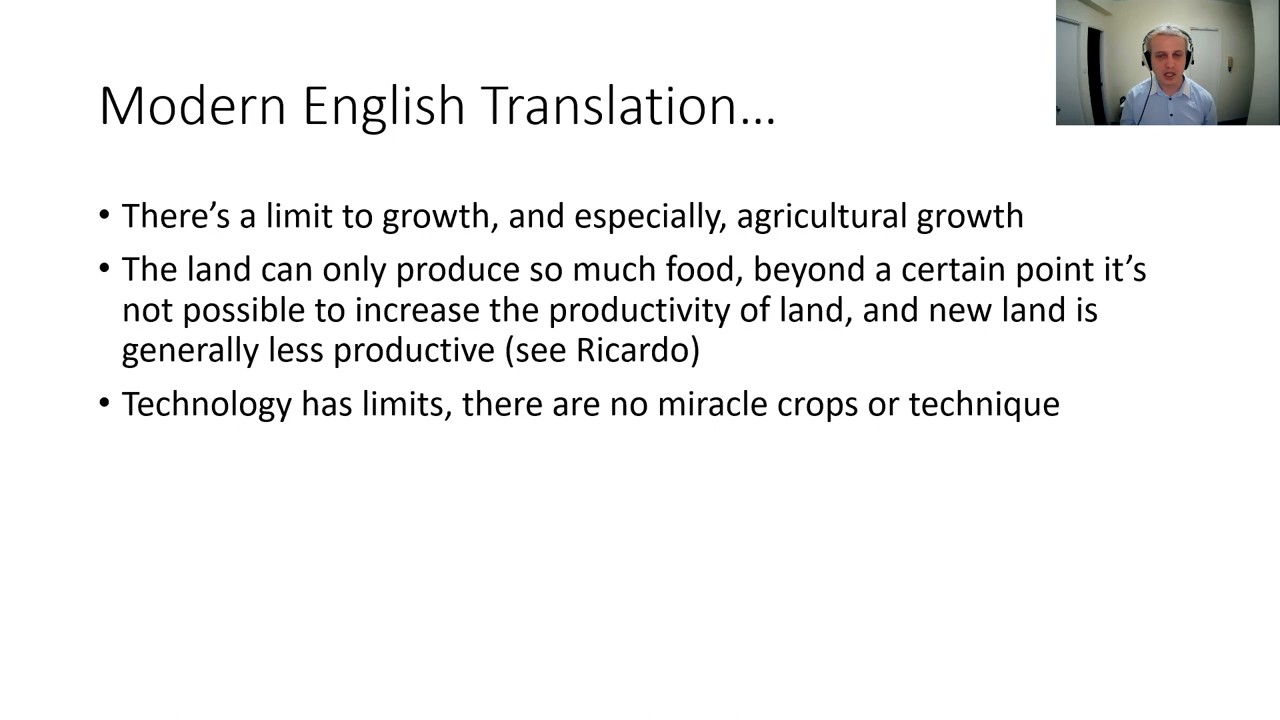 Modern English Translation…
• There’s a limit to growth, and especially, agricultural growth
• The land can only produce so much food, beyond a certain point it’s
not possible to increase the productivity of land, and new land is
generally less productive (see Ricardo)
• Technology has limits, there are no miracle crops or technique